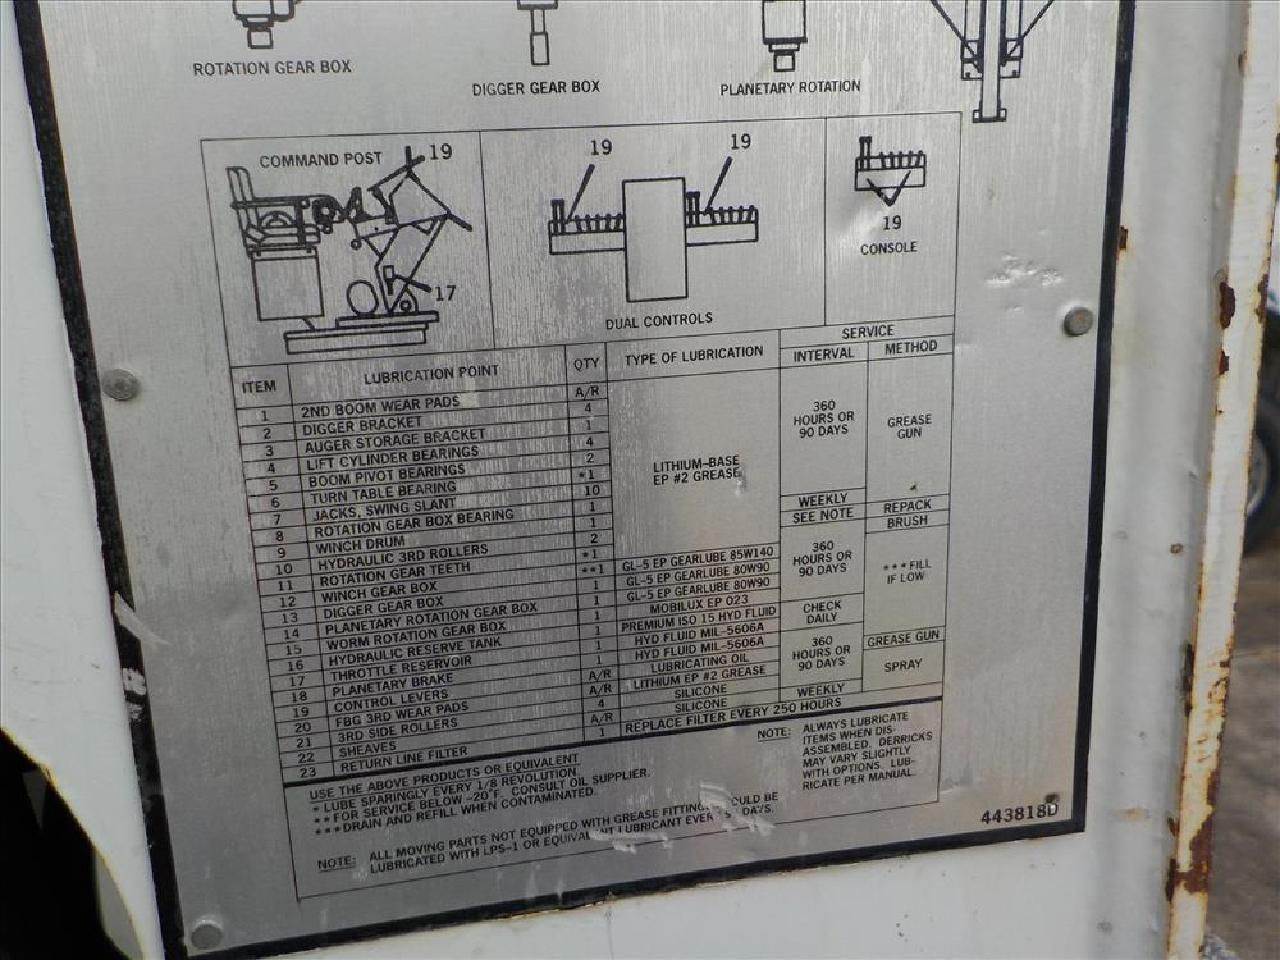 ROTATION GEAR BOX
DIGGER GEAR BOX
PLANETARY ROTATION
COMMAND POST
19
17
19
19
DUAL CONTROLS
19
CONSOLE
ITEM LUBRICATION POINT QTY TYPE OF LUBRICATION SERVICE
INTERVAL METHOD
1 2ND BOOM WEAR PADS A/R
2 DIGGER BRACKET 4
3 AUGER STORAGE BRACKET 1
4 LIFT CYLINDER BEARINGS 4
5 BOOM PIVOT BEARINGS 2
6 TURN TABLE BEARING *1
7 JACKS, SWING SLANT 10
8 ROTATION GEAR BOX BEARING 1
9 WINCH DRUM 1
10 HYDRAULIC 3RD ROLLERS 2
11 ROTATION GEAR TEETH *1
12 WINCH GEAR BOX **1
13 DIGGER GEAR BOX 1
14 PLANETARY ROTATION GEAR BOX 1
15 WORM ROTATION GEAR BOX 1
16 HYDRAULIC RESERVE TANK 1
17 THROTTLE RESERVOIR 1
18 PLANETARY BRAKE 1
19 CONTROL LEVERS A/R
20 FBG 3RD WEAR PADS A/R
21 3RD SIDE ROLLERS 4
22 SHEAVES A/R
23 RETURN LINE FILTER 1
LITHIUM-BASE
EP #2 GREASE
GL-5 EP GEARLUBE 85W140
GL-5 EP GEARLUBE 80W90
GL-5 EP GEARLUBE 80W90
MOBILUX EP 023
PREMIUM ISO 15 HYD FLUID
HYD FLUID MIL-5606A
HYD FLUID MIL-5606A
LUBRICATING OIL
LITHIUM EP #2 GREASE
SILICONE
SILICONE
REPLACE FILTER EVERY 250 HOURS
360
HOURS OR
90 DAYS
WEEKLY
SEE NOTE
360
HOURS OR
90 DAYS
CHECK
DAILY
360
HOURS OR
90 DAYS
WEEKLY
GREASE
GUN
REPACK
BRUSH
***FILL
IF LOW
GREASE GUN
SPRAY
USE THE ABOVE PRODUCTS OR EQUIVALENT
* LUBE SPARINGLY EVERY 1/8 REVOLUTION.
**FOR SERVICE BELOW -20°F. CONSULT OIL SUPPLIER.
***DRAIN AND REFILL WHEN CONTAMINATED.
NOTE: ALWAYS LUBRICATE
ITEMS WHEN DIS-
ASSEMBLED. DERRICKS
MAY VARY SLIGHTLY
WITH OPTIONS. LUB-
RICATE PER MANUAL.
NOTE: ALL MOVING PARTS NOT EQUIPPED WITH GREASE BE
LUBRICATED WITH LPS-1 OR LUBRICANT DAYS.
443818D